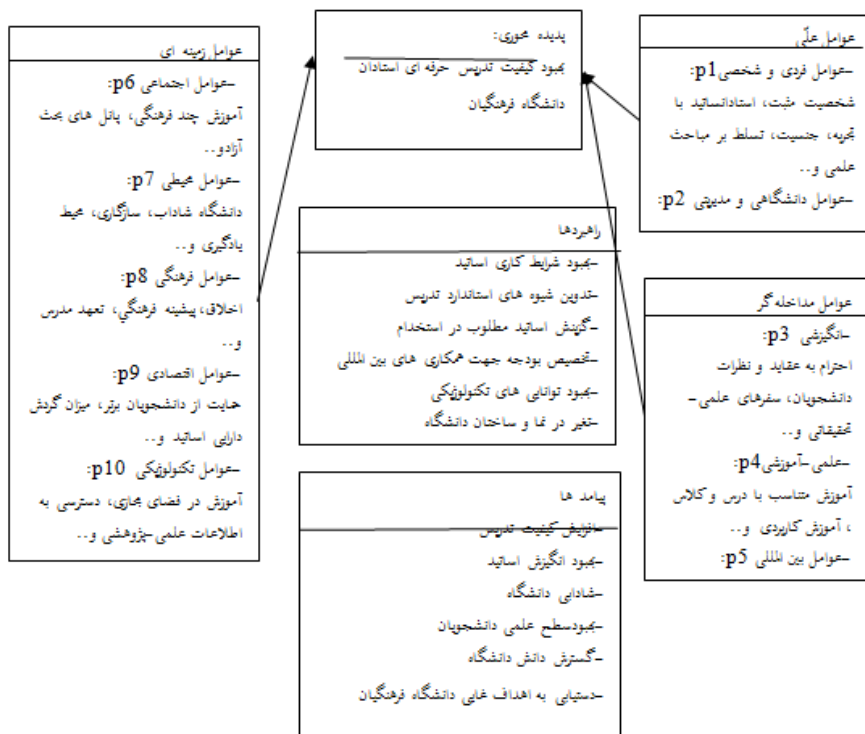 عوامل علّی
-عوامل فردی و شخصیp1:
شخصیت مثبت، استادانساتید با
تجربه، جنسیت، تسلط بر مباحث
علمی و..
-عوامل دانشگاهی و مدیریتی p2:
عوامل مداخله گر
-انگیزشی p3:
احترام به عقاید و نظرات
دانشجویان، سفرهای علمی-
تحقیقاتی و..
-علمی-آموزشیp4:
آموزش متناسب با درس و کلاس
، آموزش کاربردی و..
-عوامل بین المللی p5:
پدیده محوری:
بهبود کیفیت تدریس حرفه ای استادان
دانشگاه فرهنگیان
راهبردها
-بهبود شرایط کاری اساتید
-تدوین شیوه های استاندارد تدریس
-گزینش اساتید مطلوب در استخدام
-تخصیص بودجه جهت همکاری های بین المللی
-بهبود توانایی های تکنولوژیکی
-تغیر در نما و ساختان دانشگاه
پیامد ها
-افزایش کیفیت تدریس
-بهبود انگیزش اساتید
-شادابی دانشگاه
-بهبودسطح علمی دانشجویان
-گسترش دانش دانشگاه
-دستیابی به اهداف غایی دانشگاه فرهنگیان
عوامل زمینه ای
-عوامل اجتماعی p6:
آموزش چند فرهنگی، پانل های بحث
آزادو..
-عوامل محیطی p7:
دانشگاه شاداب، سازگاری، محیط
یادگیری و..
-عوامل فرهنگی p8:
اخلاق، پیشینه فرهنگي، تعهد مدرس
و..
-عوامل اقتصادی p9:
حمایت از دانشجویان برتر، میزان گردش
دارایی اساتید و..
-عوامل تکنولوژیکی p10:
آموزش در فضای مجازی، دسترسی به
اطلاعات علمی-پژوهشی و..